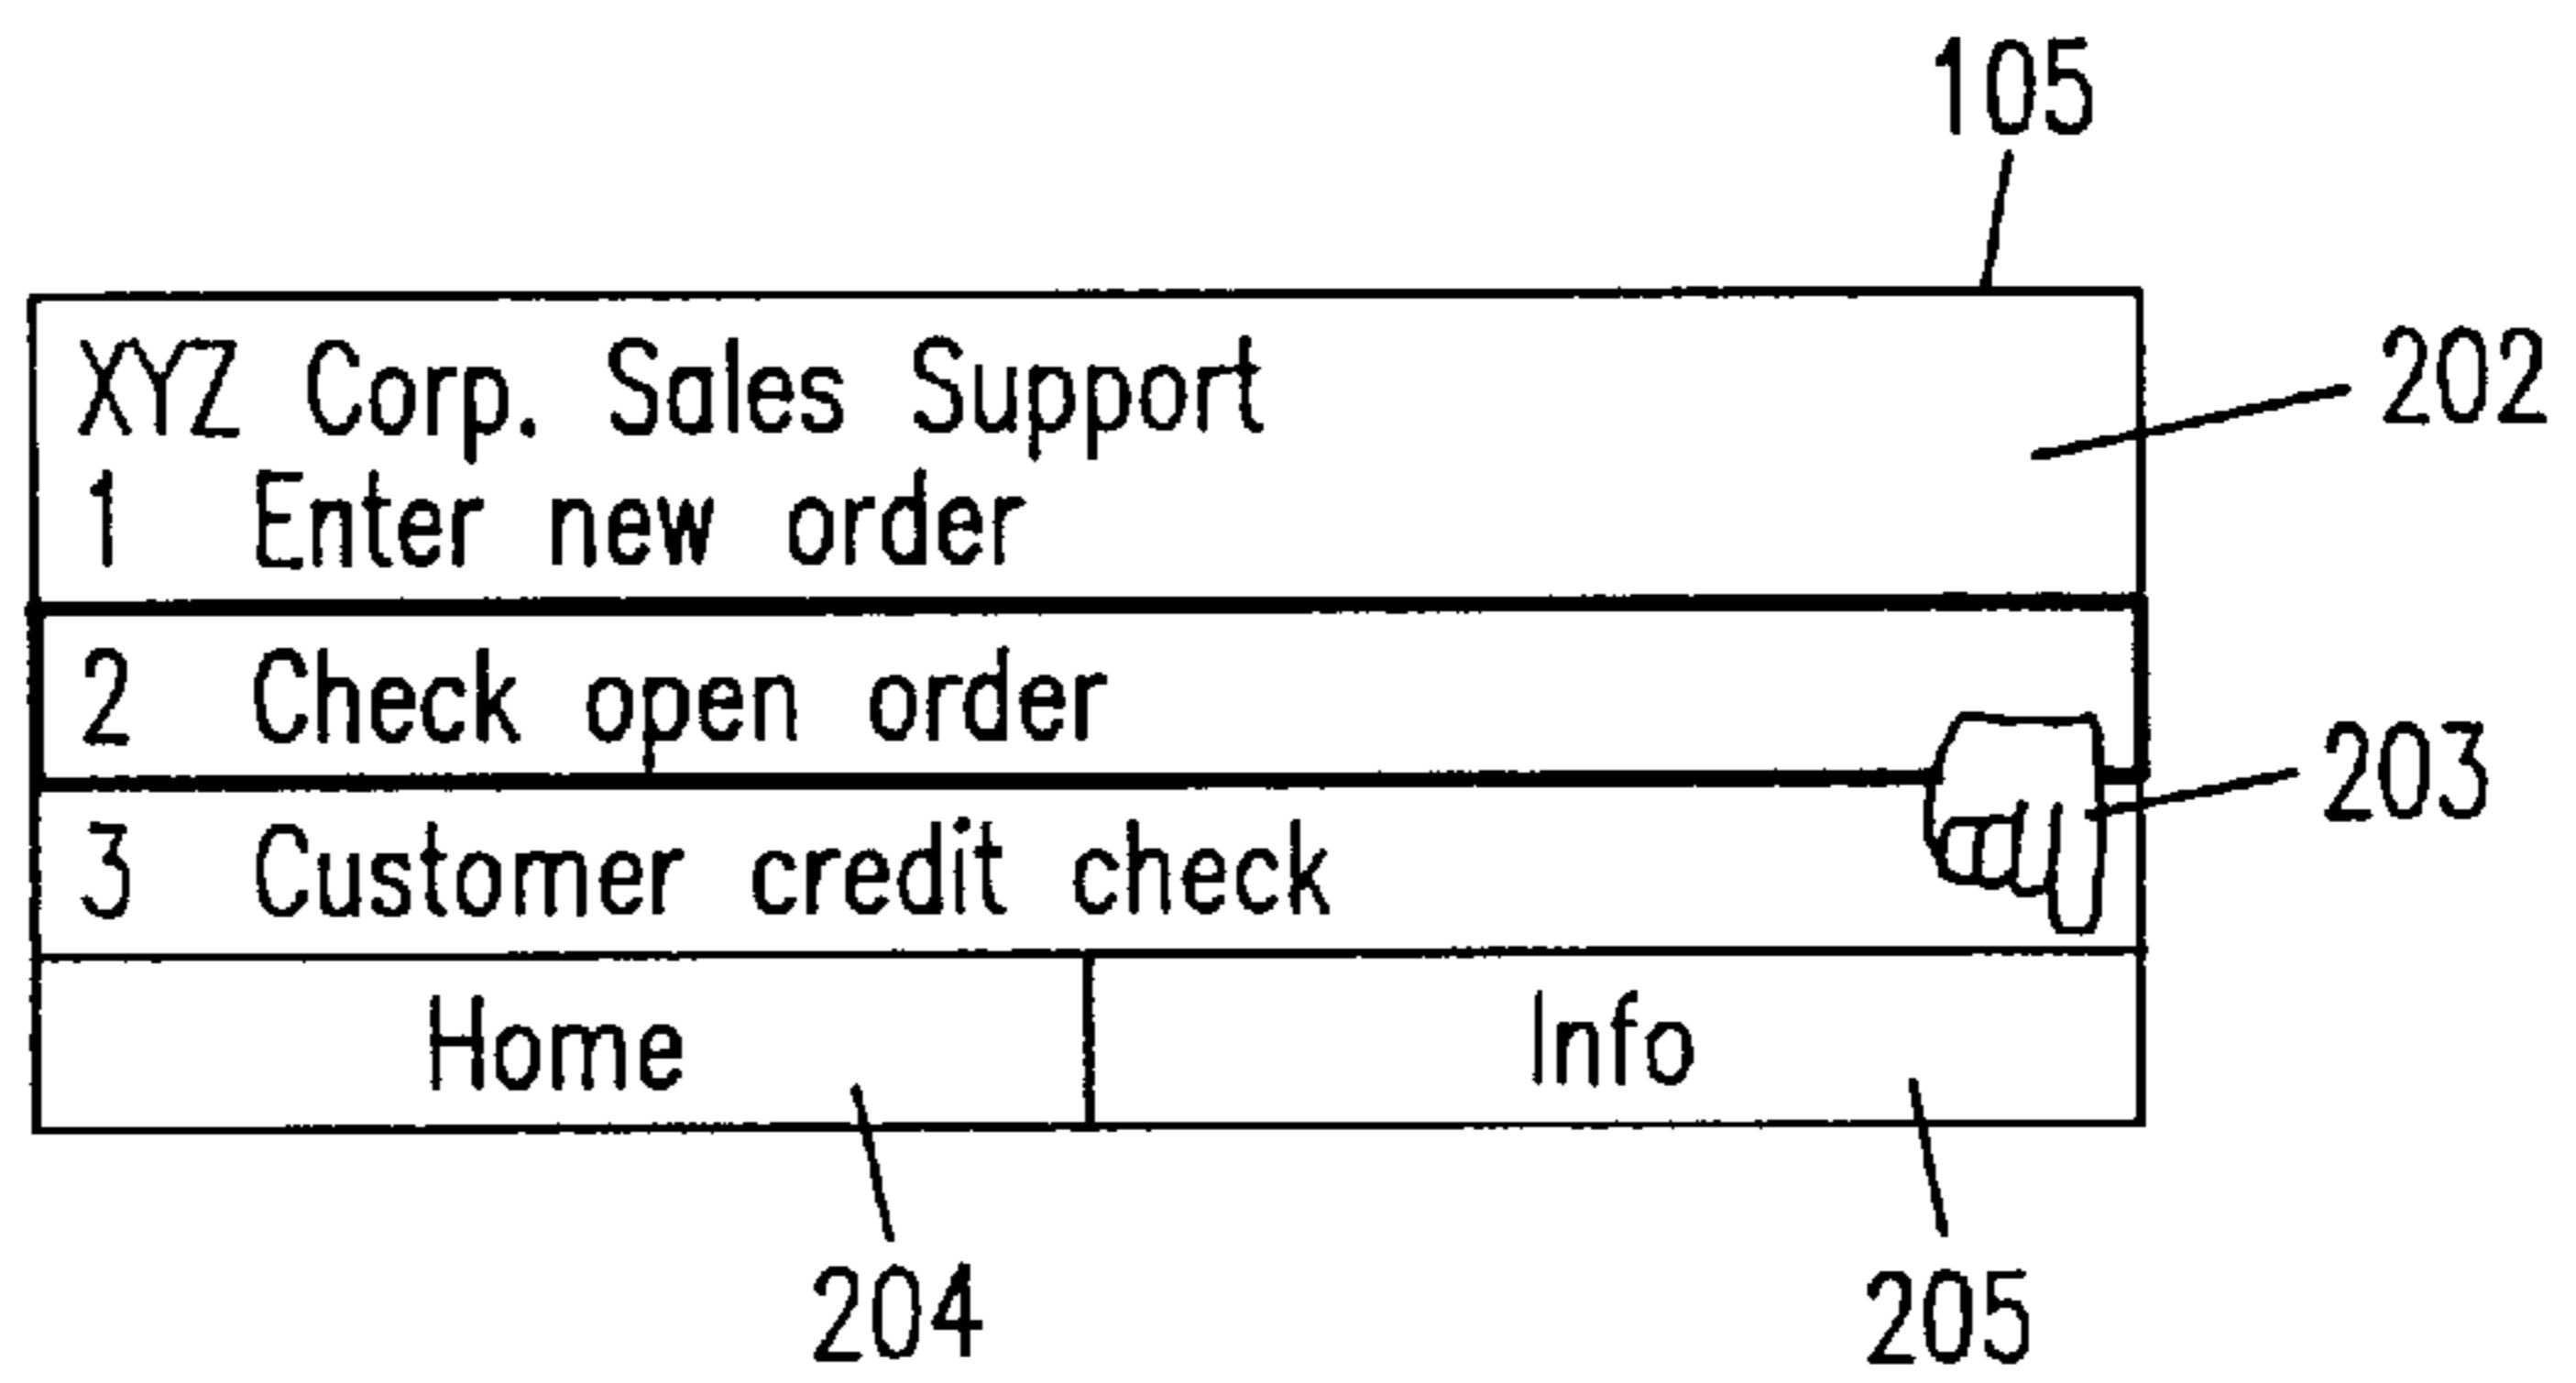 105
XYZ Corp. Sales Support
202
1 Enter new order
2 Check open order
203
3 Customer credit check
Home Info
204 205